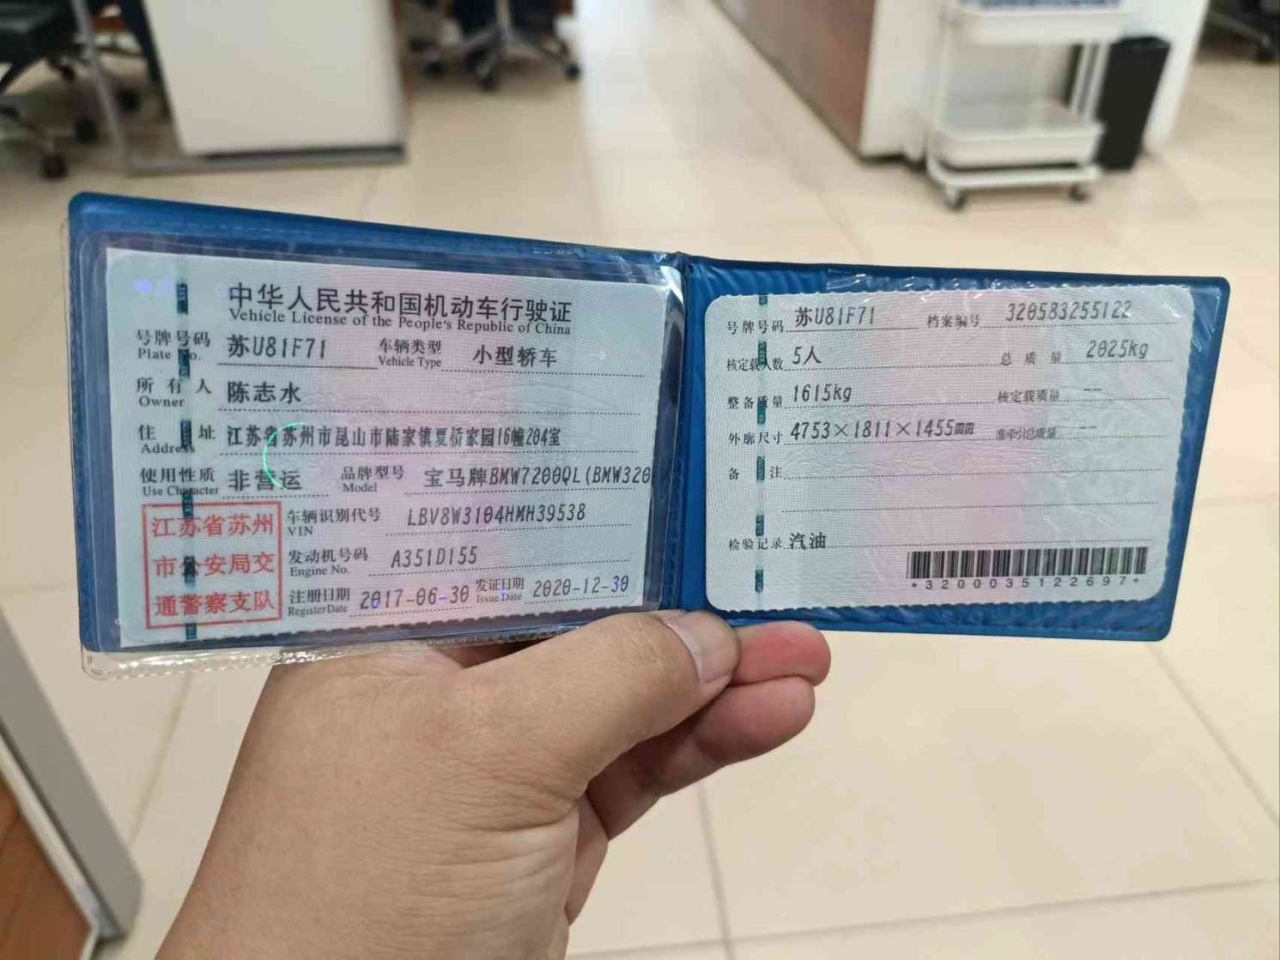 中华人民共和国机动车行驶证
Vehicle License of the People's Republic of China
号牌号码 苏U81F71 车辆类型 小型轿车
Plate No. Vehicle Type
所有人 陈志水
Owner
住址 江苏省苏州市昆山市陆家镇夏桥家园16幢204室
Address
使用性质 非营运 品牌型号 宝马牌BMW7200QL(BMW320
Use Character Model
江苏省苏州
市公安局交
通警察支队
车辆识别代号 LBV8W3104HMH39538
VIN
发动机号码 A351D155
Engine No.
注册日期 2017-06-30 发证日期 2020-12-30
Register Date Issue Date
号牌号码 苏U81F71 档案编号 320583255122
核定载人数 5人 总质量 2025kg
整备质量 1615kg 核定载质量 --
外廓尺寸 4753×1811×1455mm 准牵引总质量 --
备注
检验记录 汽油
*3200035122697*